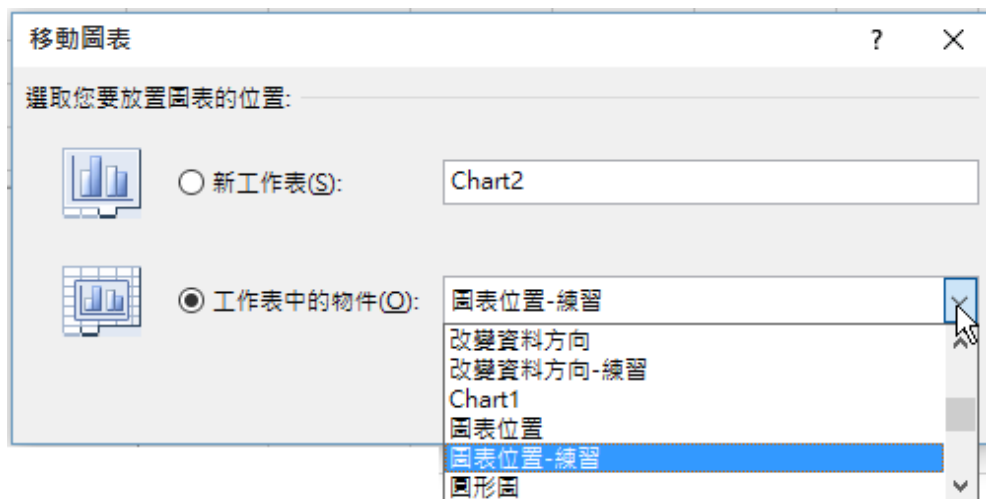 移動圖表
?
選取您要放置圖表的位置:
新工作表(S):
Chart2
工作表中的物件(O):
圖表位置-練習
改變資料方向
改變資料方向-練習
Chart1
圖表位置
圖表位置-練習
圓形圖